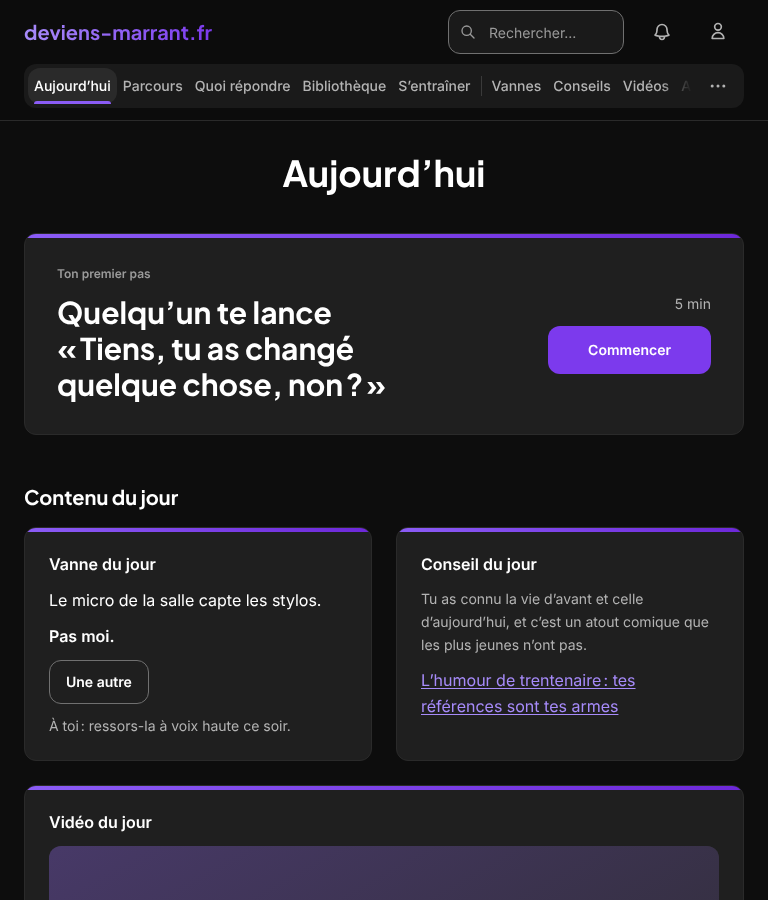 deviens-marrant.fr
Rechercher…
Aujourd’hui Parcours Quoi répondre Bibliothèque S’entraîner Vannes Conseils Vidéos
Aujourd’hui
Ton premier pas
Quelqu’un te lance
« Tiens, tu as changé
quelque chose, non ? »
5 min
Commencer
Contenu du jour
Vanne du jour
Le micro de la salle capte les stylos.
Pas moi.
Une autre
À toi : ressors-la à voix haute ce soir.
Conseil du jour
Tu as connu la vie d’avant et celle
d’aujourd’hui, et c’est un atout comique que
les plus jeunes n’ont pas.
L’humour de trentenaire : tes
références sont tes armes
Vidéo du jour